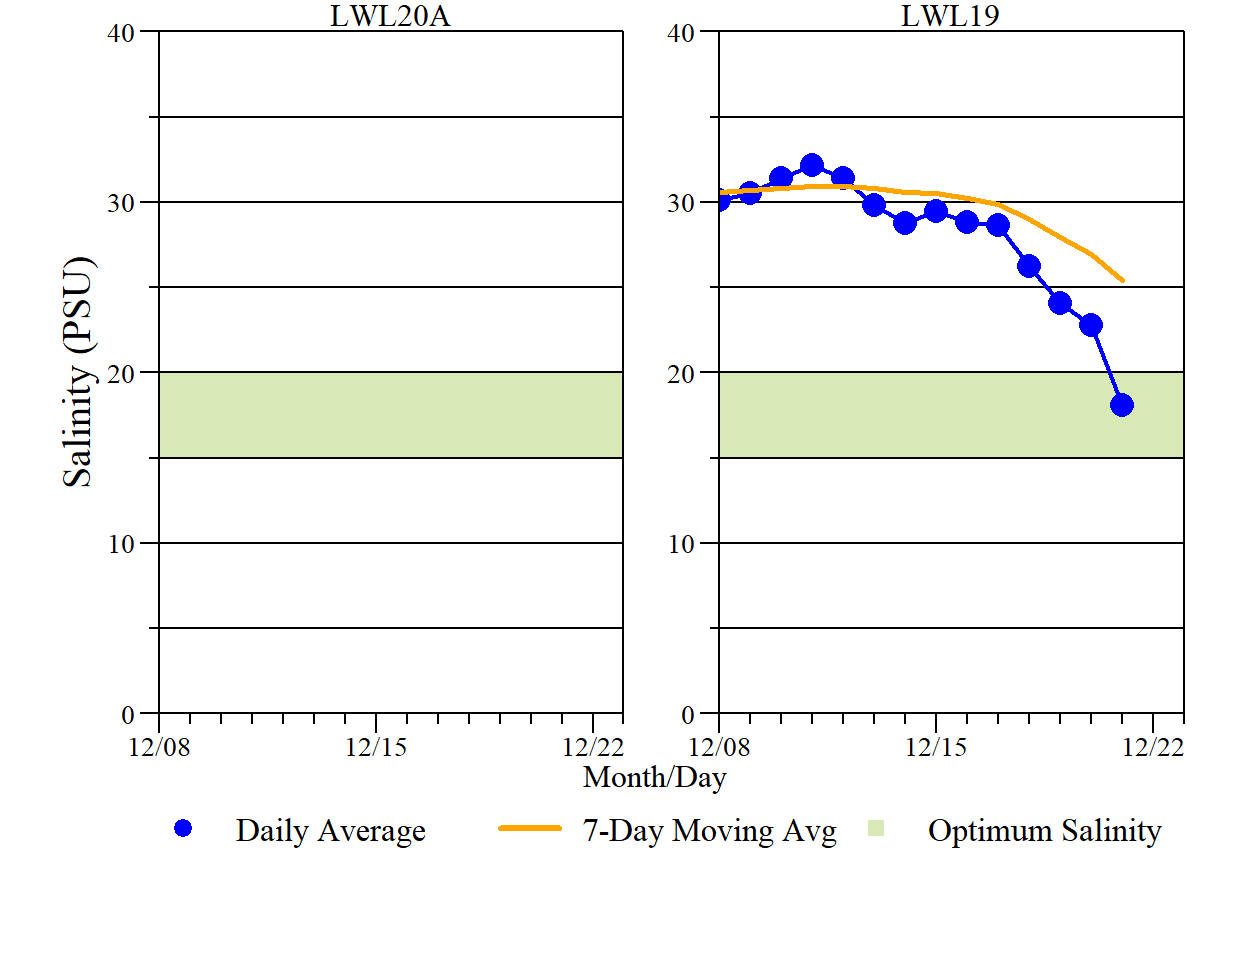 LWL20A LWL19
40 40
30 30
20 20
10 10
0 0
Salinity (PSU)
12/08 12/15 12/22 12/08 12/15 12/22
Month/Day
Daily Average 7-Day Moving Avg Optimum Salinity